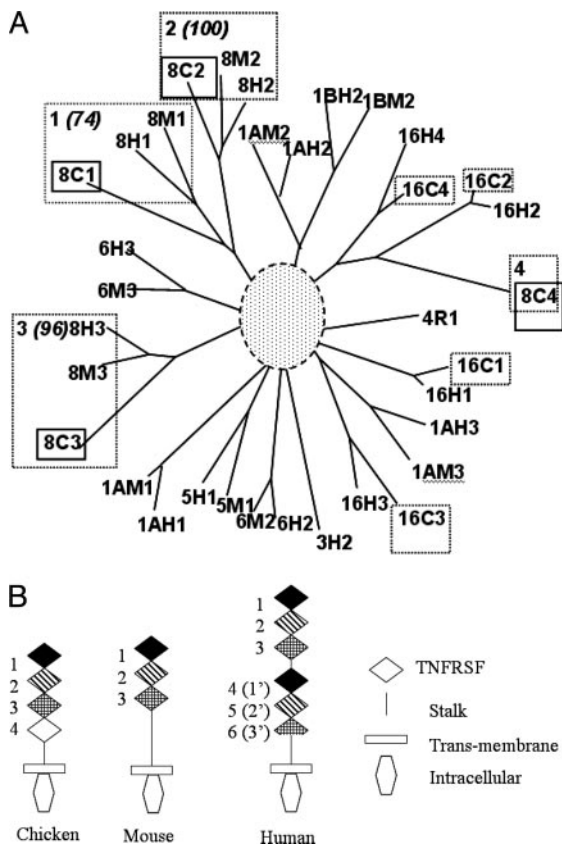 A
2 (100)
8C2
8M2
8H2
1 (74)
8M1
8H1
8C1
1AM2
1AH2
1BH2
1BM2
16H4
16C4
16C2
16H2
4
8C4
6H3
6M3
3 (96)
8H3
8M3
8C3
4R1
16C1
16H1
1AH3
1AM3
16C3
16H3
3H2
6H2
6M2
5M1
5H1
1AH1
1AM1
B
1
2
3
4
Chicken
1
2
3
Mouse
1
2
3
4 (1')
5 (2')
6 (3')
Human
TNFRSF
Stalk
Trans-membrane
Intracellular